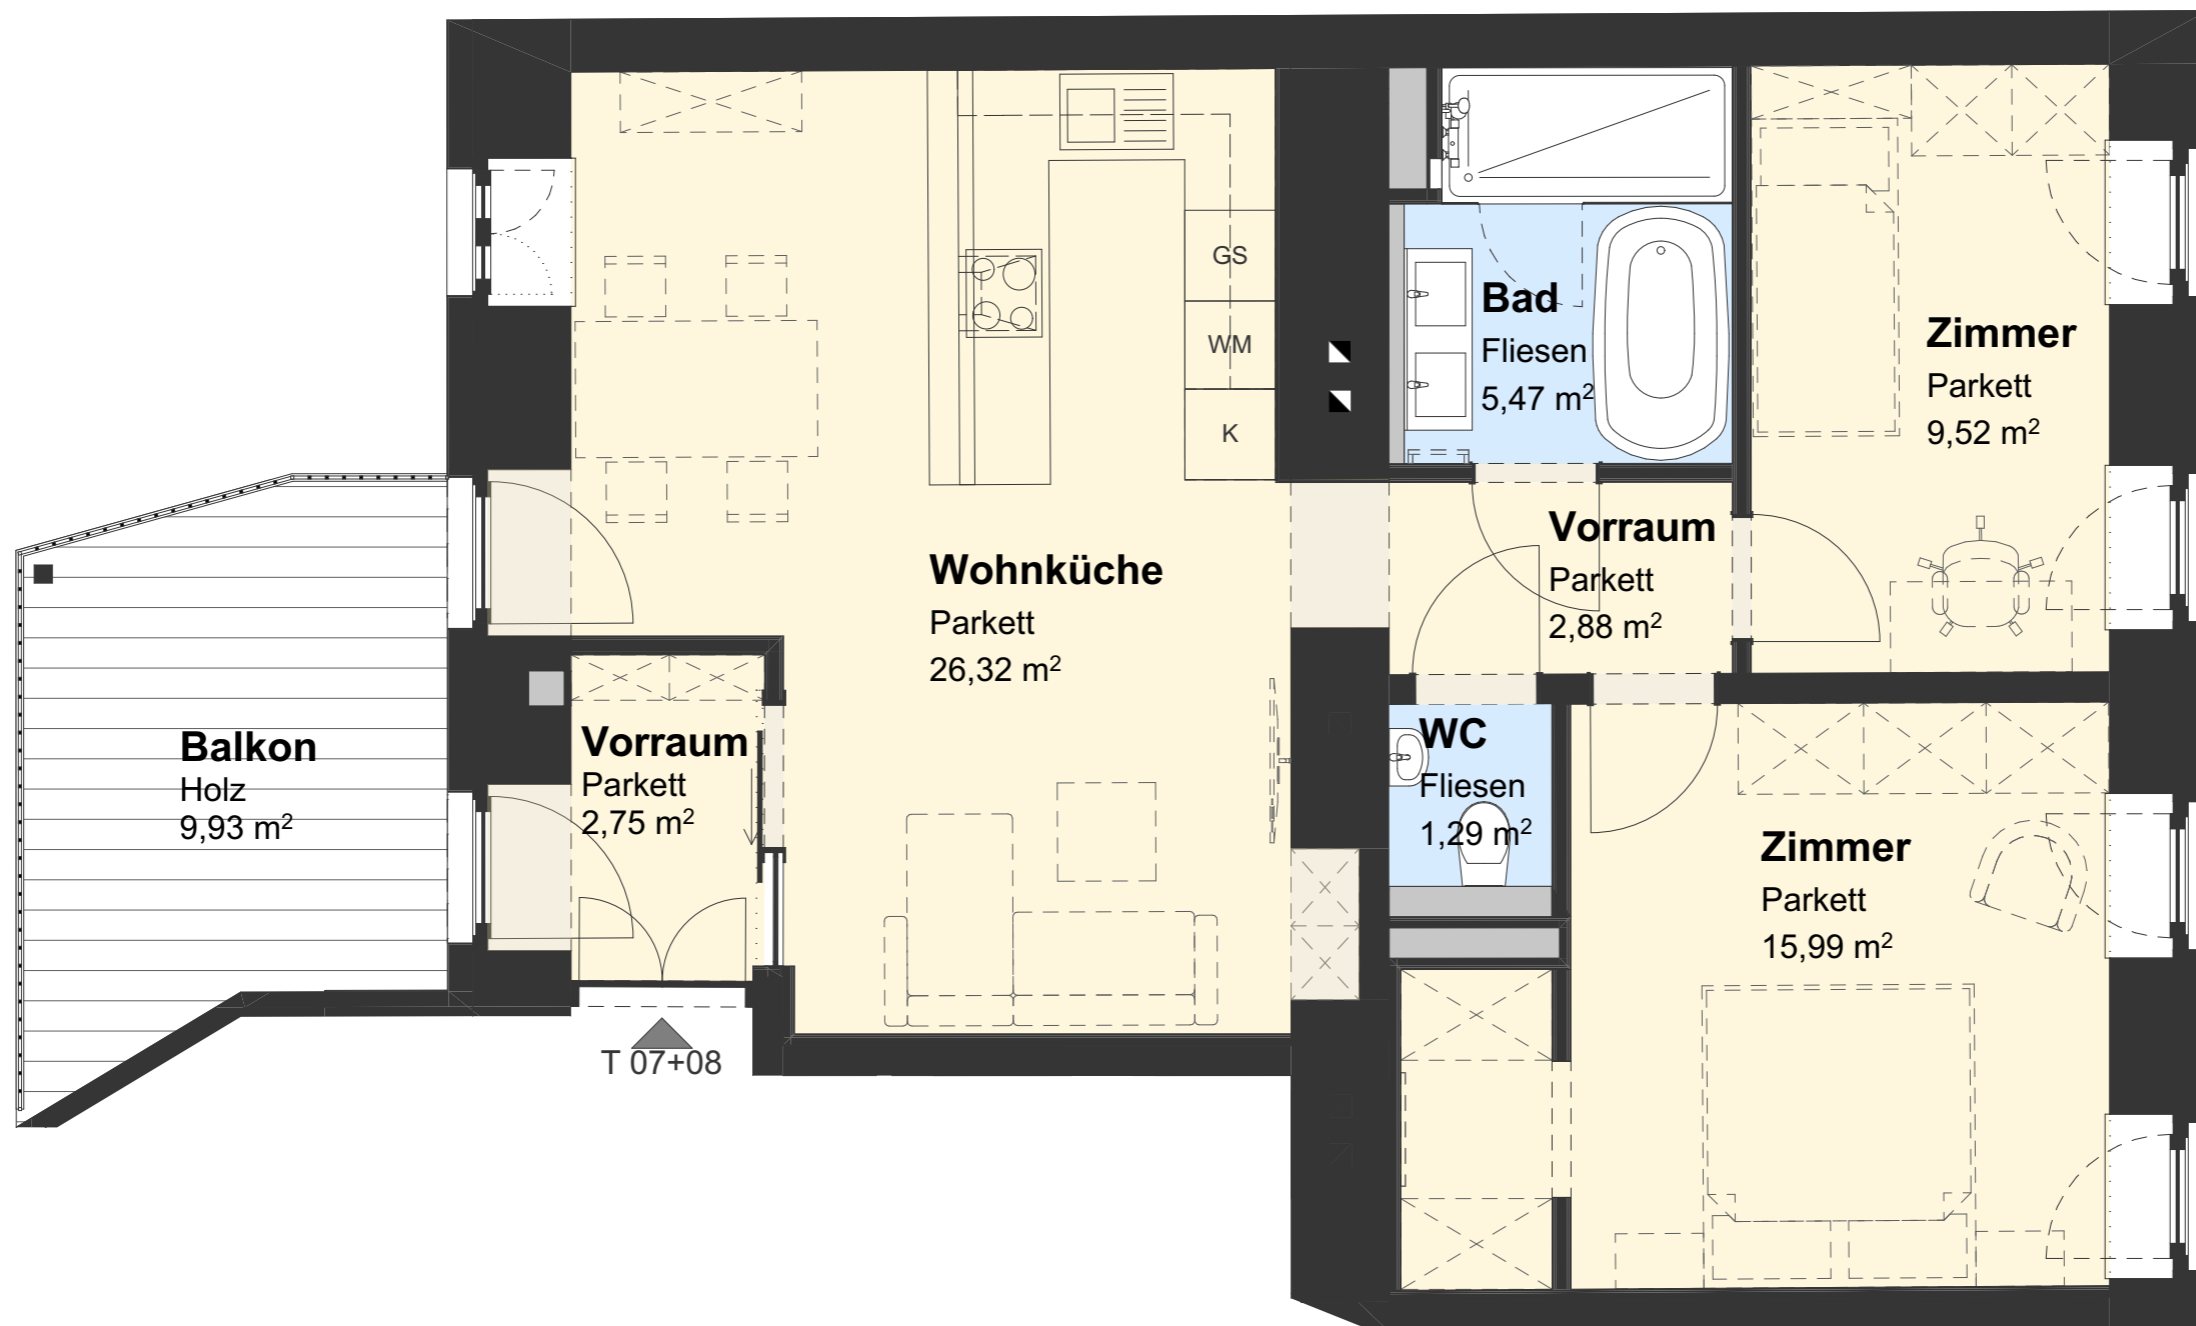 GS
WM
K
Bad
Fliesen
5,47 m²
Zimmer
Parkett
9,52 m²
Vorraum
Parkett
2,88 m²
Wohnküche
Parkett
26,32 m²
Balkon
Holz
9,93 m²
Vorraum
Parkett
2,75 m²
WC
Fliesen
1,29 m²
Zimmer
Parkett
15,99 m²
T 07+08